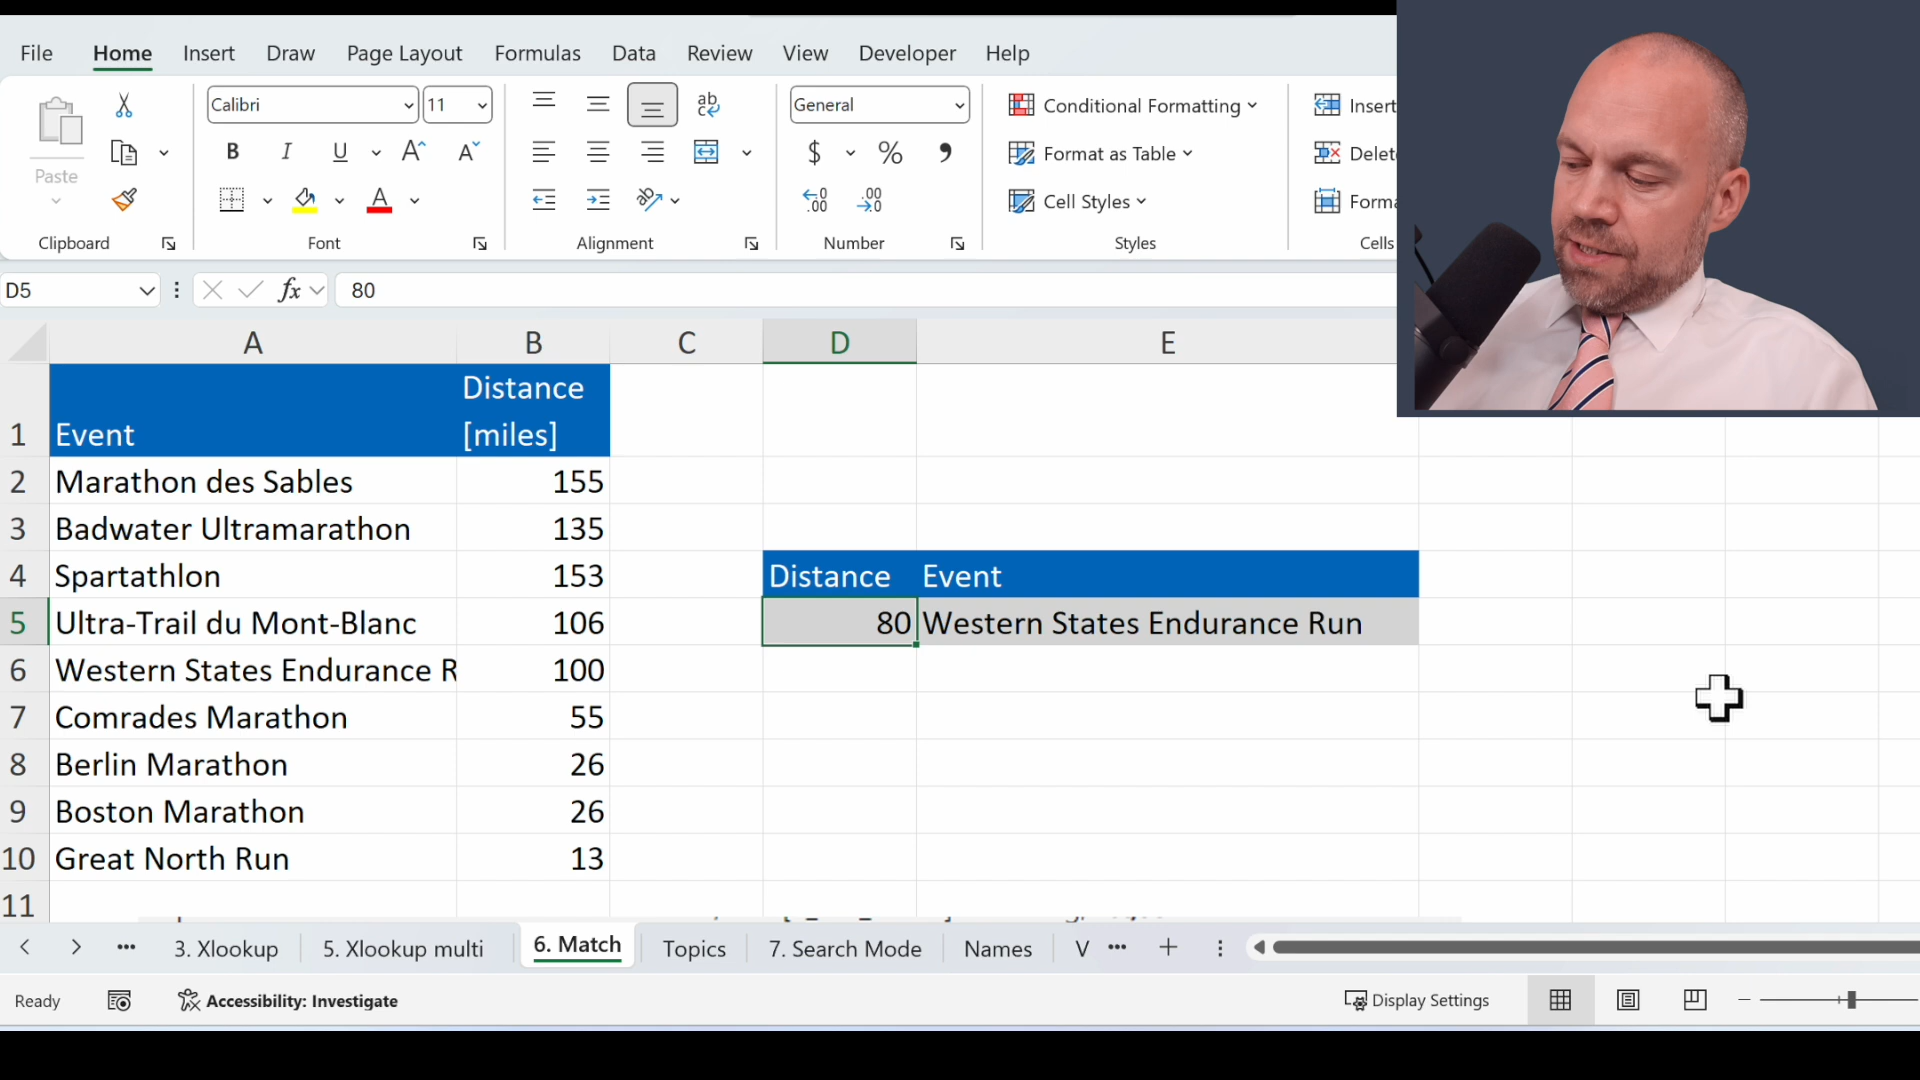 File Home Insert Draw Page Layout Formulas Data Review View Developer Help
Calibri 11 General Conditional Formatting Insert
Paste B I U A A $ % Format as Table
A Cell Styles
Clipboard Font Alignment Number Styles Cells
D5 fx 80
A B C D E
Distance
1 Event [miles]
2 Marathon des Sables 155
3 Badwater Ultramarathon 135
4 Spartathlon 153 Distance Event
5 Ultra-Trail du Mont-Blanc 106 80 Western States Endurance Run
6 Western States Endurance R 100
7 Comrades Marathon 55
8 Berlin Marathon 26
9 Boston Marathon 26
10 Great North Run 13
11
3. Xlookup 5. Xlookup multi 6. Match Topics 7. Search Mode Names V
Ready Accessibility: Investigate Display Settings